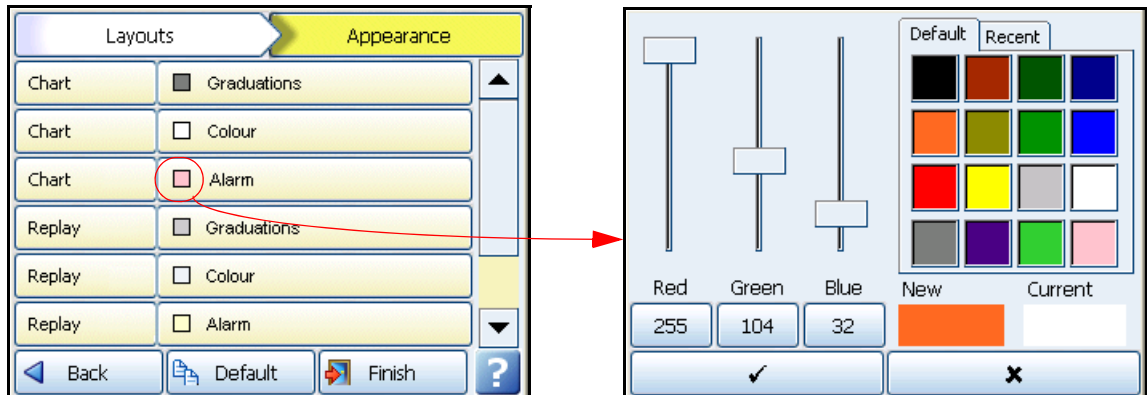 Layouts Appearance
Chart Graduations
Chart Colour
Chart Alarm
Replay Graduations
Replay Colour
Replay Alarm
Back Default Finish ?
Default Recent
Red Green Blue New Current
255 104 32